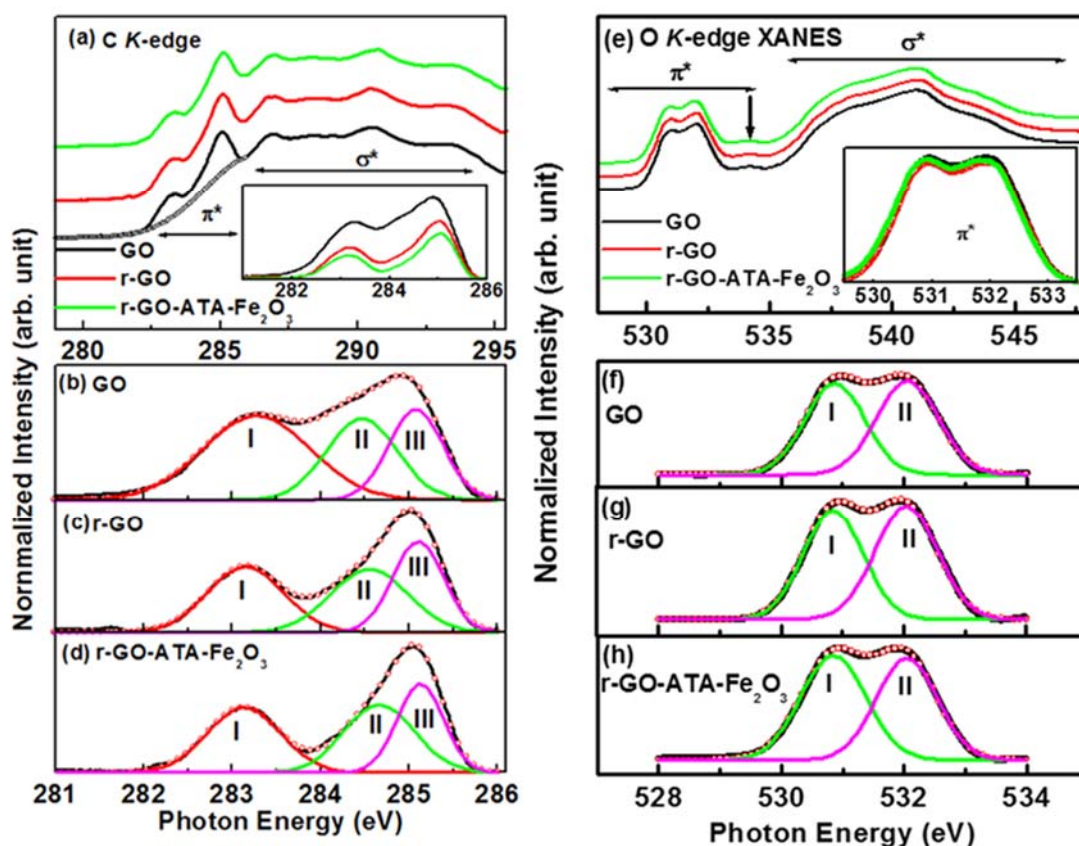 (a) C K-edge
σ*
π*
GO
r-GO
r-GO-ATA-Fe₂O₃
282 284 286
280 285 290 295
Nornmalized Intensity (arb. unit)
(b) GO
I II III
(c) r-GO
I II III
(d) r-GO-ATA-Fe₂O₃
I II III
281 282 283 284 285 286
Photon Energy (eV)
(e) O K-edge XANES
σ*
π*
GO
r-GO
r-GO-ATA-Fe₂O₃
π*
530 531 532 533
530 535 540 545
Normalized Intensity (arb. unit)
(f)
GO
I II
(g)
r-GO
I II
(h)
r-GO-ATA-Fe₂O₃
I II
528 530 532 534
Photon Energy (eV)